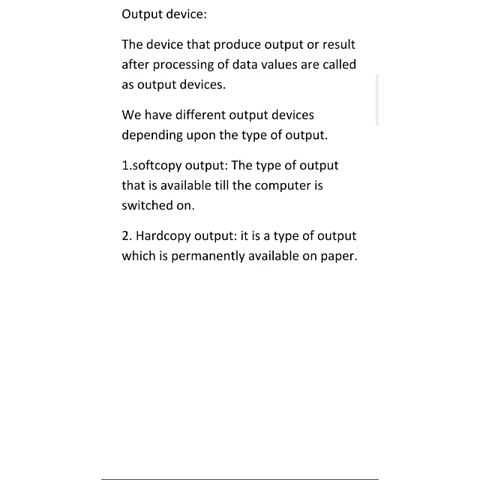 Output device:
The device that produce output or result
after processing of data values are called
as output devices.
We have different output devices
depending upon the type of output.
1.softcopy output: The type of output
that is available till the computer is
switched on.
2. Hardcopy output: it is a type of output
which is permanently available on paper.